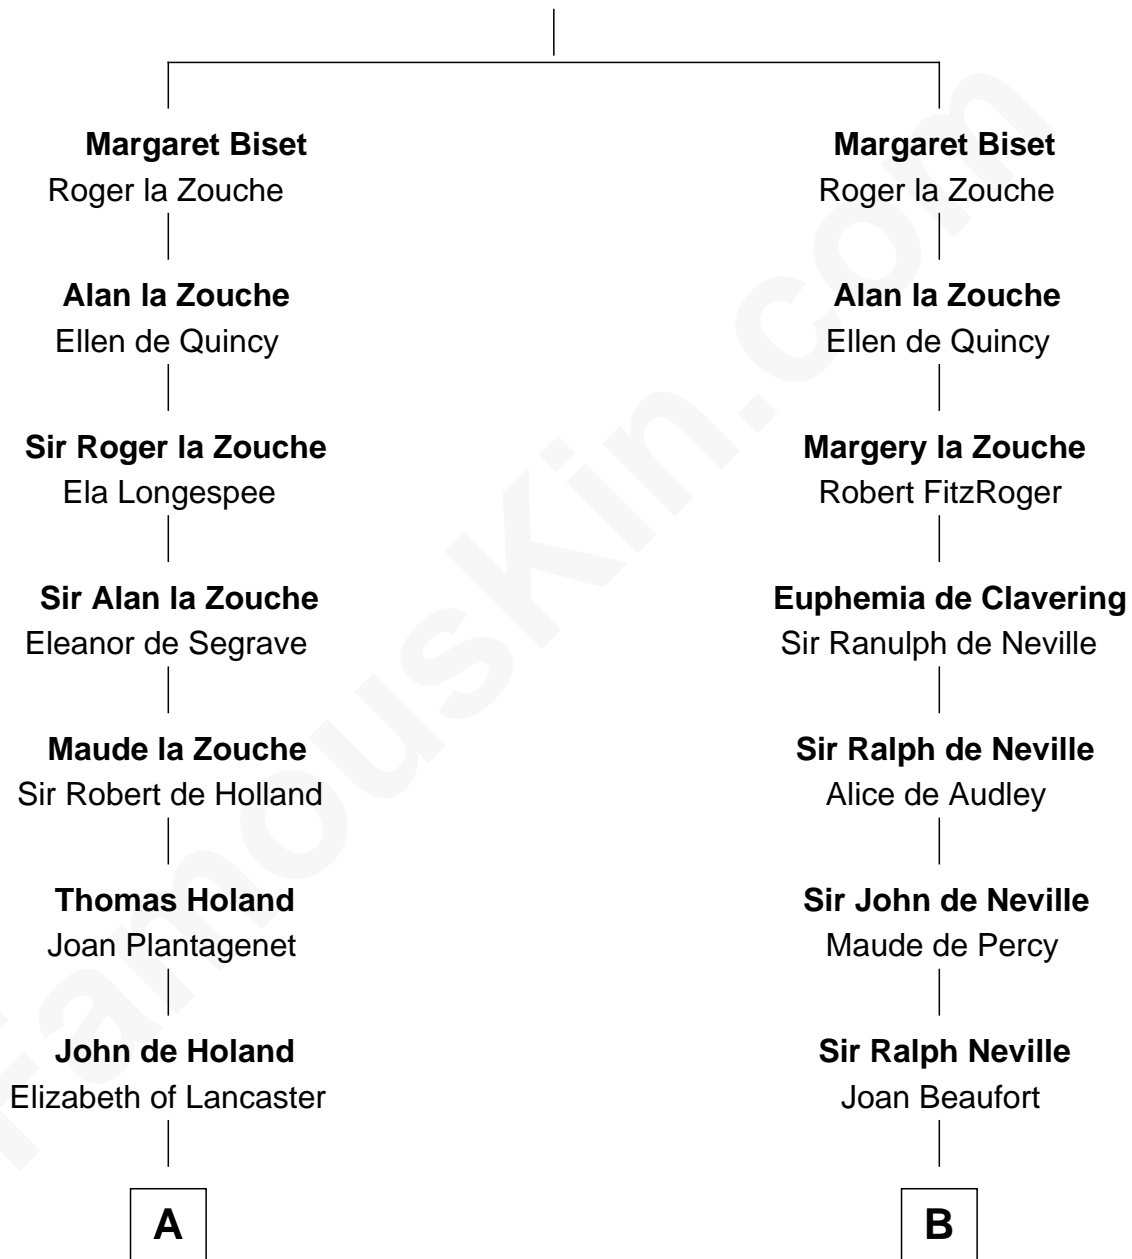 Margaret Biset
Roger la Zouche
Alan la Zouche
Ellen de Quincy
Sir Roger la Zouche
Ela Longespee
Sir Alan la Zouche
Eleanor de Segrave
Maude la Zouche
Sir Robert de Holland
Thomas Holand
Joan Plantagenet
John de Holand
Elizabeth of Lancaster
A
Margaret Biset
Roger la Zouche
Alan la Zouche
Ellen de Quincy
Margery la Zouche
Robert FitzRoger
Euphemia de Clavering
Sir Ranulph de Neville
Sir Ralph de Neville
Alice de Audley
Sir John de Neville
Maude de Percy
Sir Ralph Neville
Joan Beaufort
B
FamousKin.com